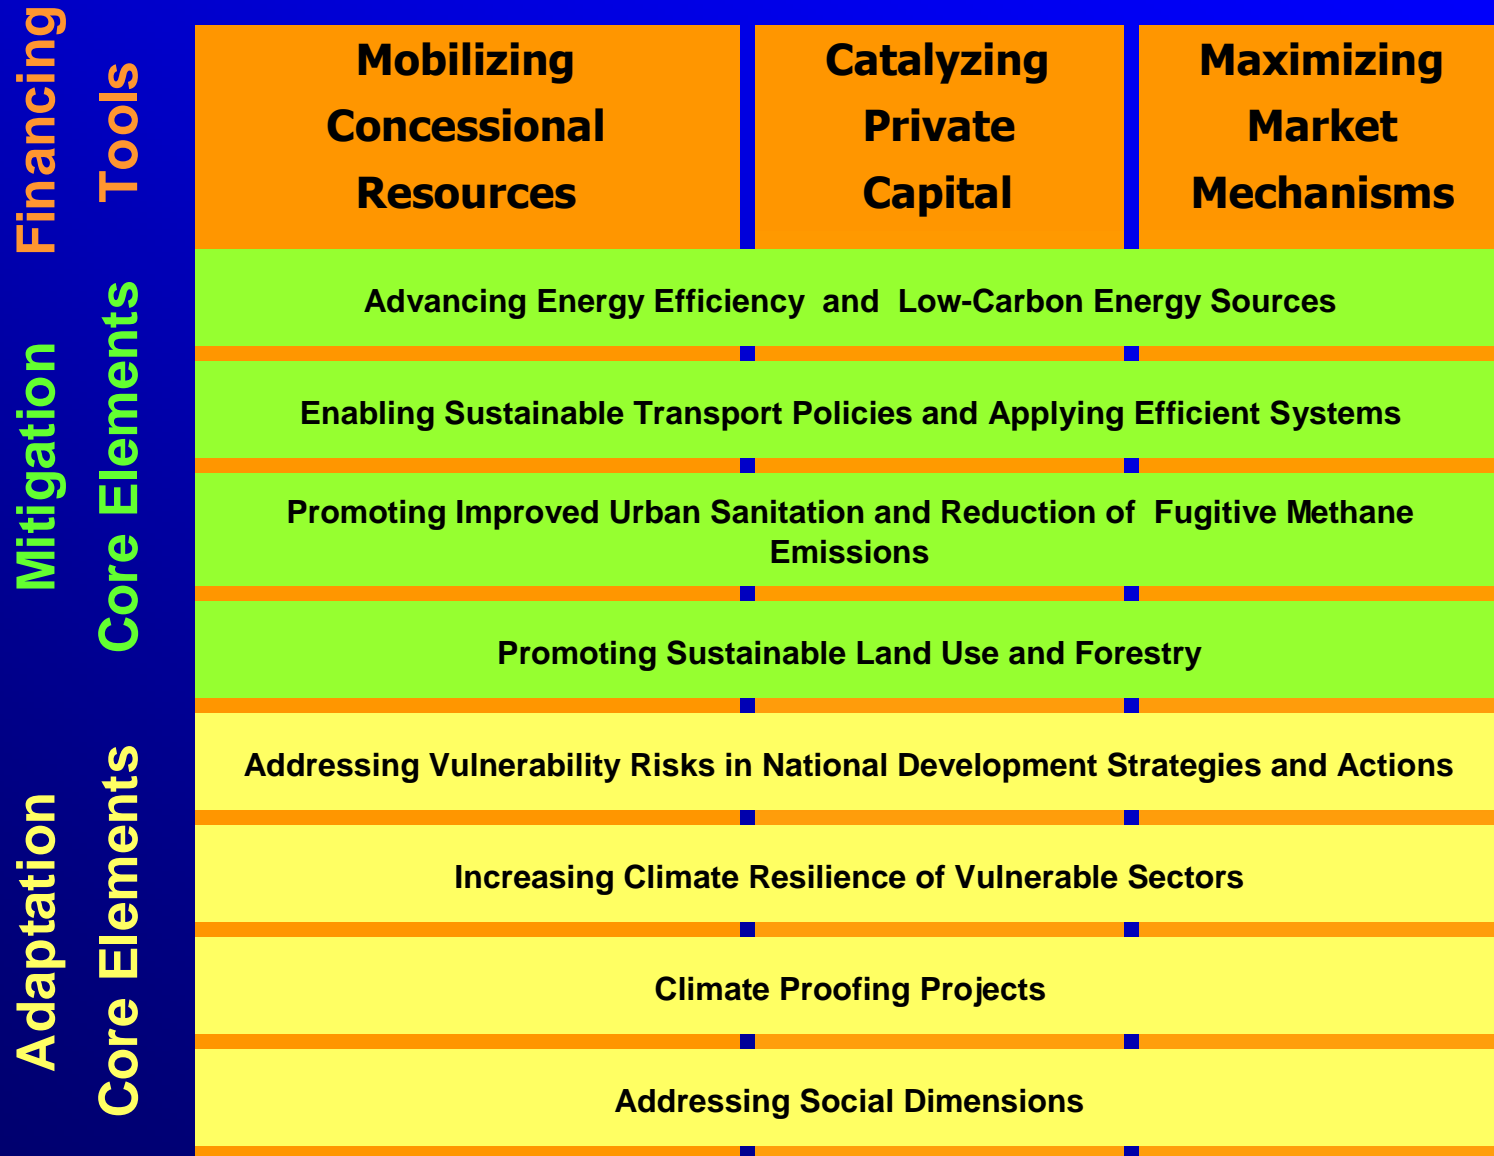 Financing
Tools
Mobilizing
Concessional
Resources
Catalyzing
Private
Capital
Maximizing
Market
Mechanisms
Mitigation
Core Elements
Advancing Energy Efficiency and Low-Carbon Energy Sources
Enabling Sustainable Transport Policies and Applying Efficient Systems
Promoting Improved Urban Sanitation and Reduction of Fugitive Methane
Emissions
Promoting Sustainable Land Use and Forestry
Adaptation
Core Elements
Addressing Vulnerability Risks in National Development Strategies and Actions
Increasing Climate Resilience of Vulnerable Sectors
Climate Proofing Projects
Addressing Social Dimensions